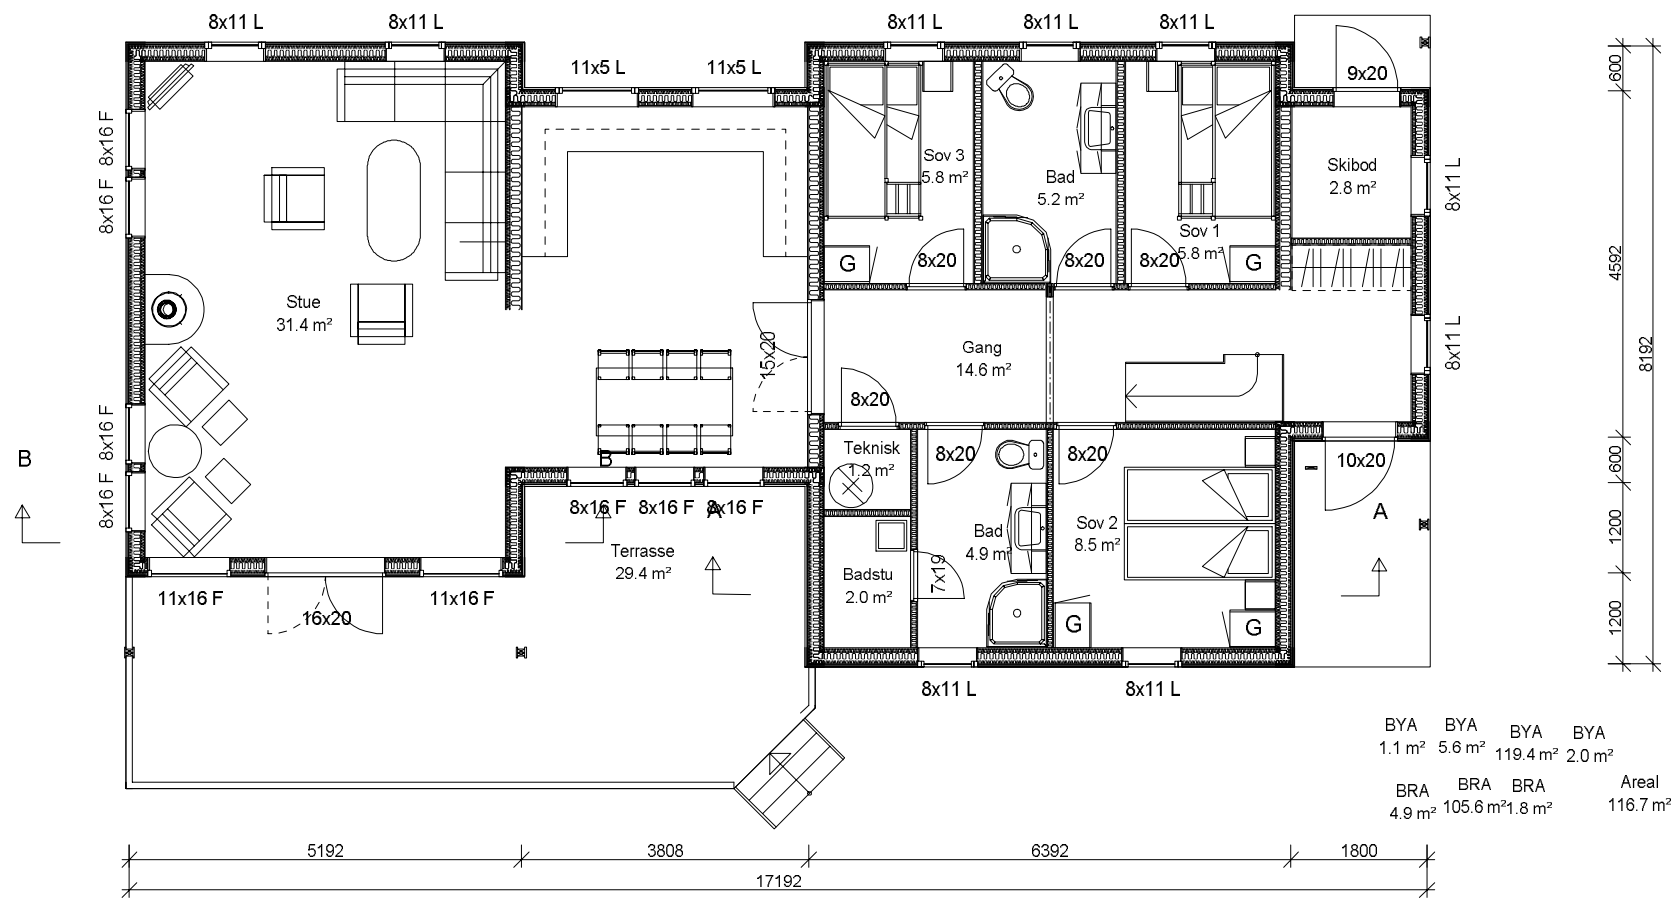 8x11 L
8x11 L
8x11 L
8x11 L
8x11 L
11x5 L
11x5 L
9x20
600
8x16 F
8x16 F
Sov 3
5.8 m²
Bad
5.2 m²
Skibod
2.8 m²
8x11 L
Sov 1
5.8 m²
G
8x20
8x20
8x20
G
4592
Stue
31.4 m²
15x20
Gang
14.6 m²
8x11 L
8192
8x20
8x16 F
8x16 F
B
B
Teknisk
1.2 m²
8x20
8x20
10x20
600
8x16 F
8x16 F
8x16 F
A
A
Bad
4.9 m²
Sov 2
8.5 m²
1200
Terrasse
29.4 m²
Badstu
2.0 m²
7x19
11x16 F
16x20
11x16 F
G
G
1200
8x11 L
8x11 L
BYA
1.1 m²
BYA
5.6 m²
BYA
119.4 m²
BYA
2.0 m²
BRA
4.9 m²
BRA
105.6 m²
BRA
1.8 m²
Areal
116.7 m²
5192
3808
6392
1800
17192